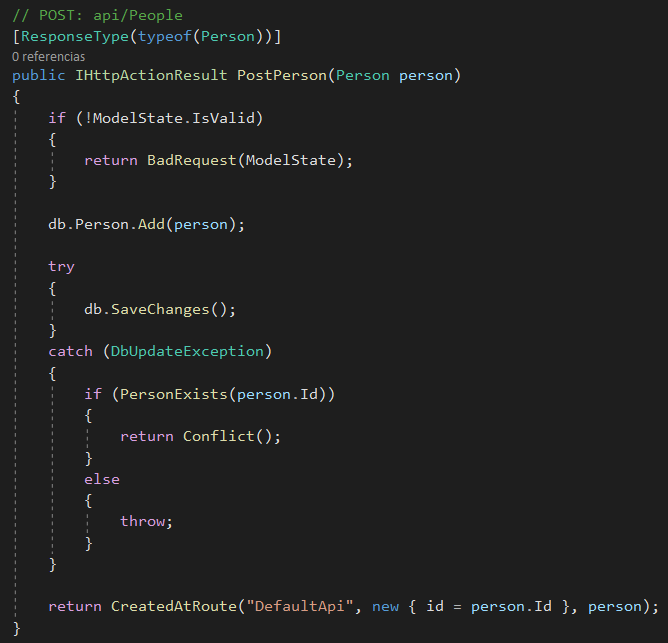 // POST: api/People
[ResponseType(typeof(Person))]
0 referencias
public IHttpActionResult PostPerson(Person person)
{
    if (!ModelState.IsValid)
    {
        return BadRequest(ModelState);
    }

    db.Person.Add(person);

    try
    {
        db.SaveChanges();
    }
    catch (DbUpdateException)
    {
        if (PersonExists(person.Id))
        {
            return Conflict();
        }
        else
        {
            throw;
        }
    }

    return CreatedAtRoute("DefaultApi", new { id = person.Id }, person);
}